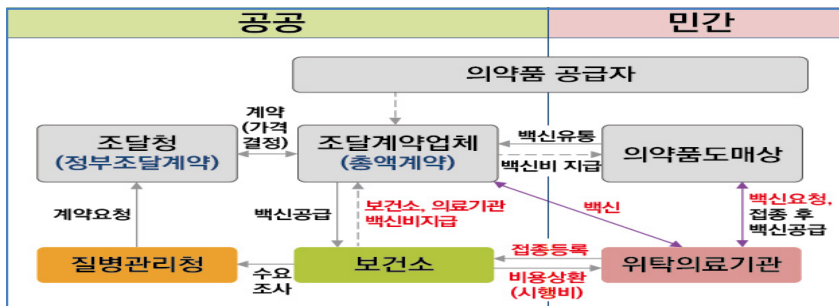 공공
민간
의약품 공급자
계약
(가격
결정)
조달청
(정부조달계약)
조달계약업체
(총액계약)
백신유통
백신비 지급
의약품도매상
계약요청
백신공급
보건소, 의료기관
백신비지급
백신
백신요청,
접종 후
백신공급
질병관리청
수요
조사
보건소
접종등록
비용상환
(시행비)
위탁의료기관